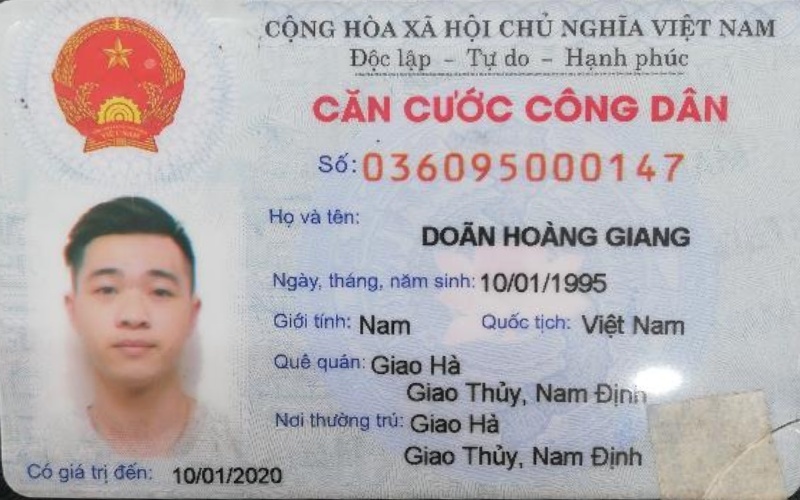 CỘNG HÒA XÃ HỘI CHỦ NGHĨA VIỆT NAM
Độc lập - Tự do - Hạnh phúc
CĂN CƯỚC CÔNG DÂN
Số: 036095000147
Họ và tên:
DOÃN HOÀNG GIANG
Ngày, tháng, năm sinh: 10/01/1995
Giới tính: Nam Quốc tịch: Việt Nam
Quê quán: Giao Hà
Giao Thủy, Nam Định
Nơi thường trú: Giao Hà
Giao Thủy, Nam Định
Có giá trị đến: 10/01/2020